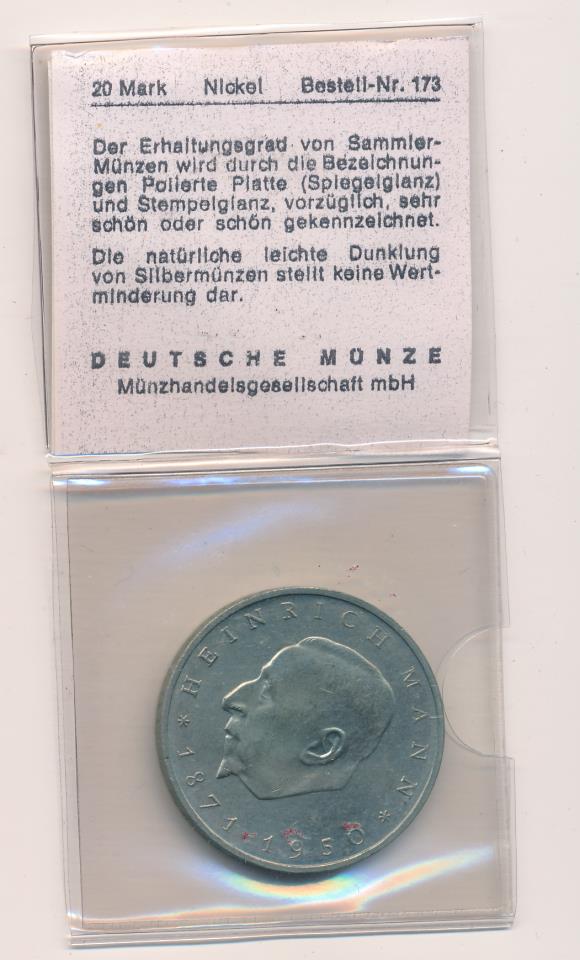 20 Mark Nickel Bestell-Nr. 173
Der Erhaltungsgrad von Sammler-
Münzen wird durch die Bezeichnun-
gen Polierte Platte (Spiegelglanz)
und Stempelglanz, vorzüglich, sehr
schön oder schön gekennzeichnet.
Die natürliche leichte Dunklung
von Silbermünzen stellt keine Wert-
minderung dar.
DEUTSCHE MÜNZE
Münzhandelsgesellschaft mbH
* HEINRICH MANN *
1871-1950